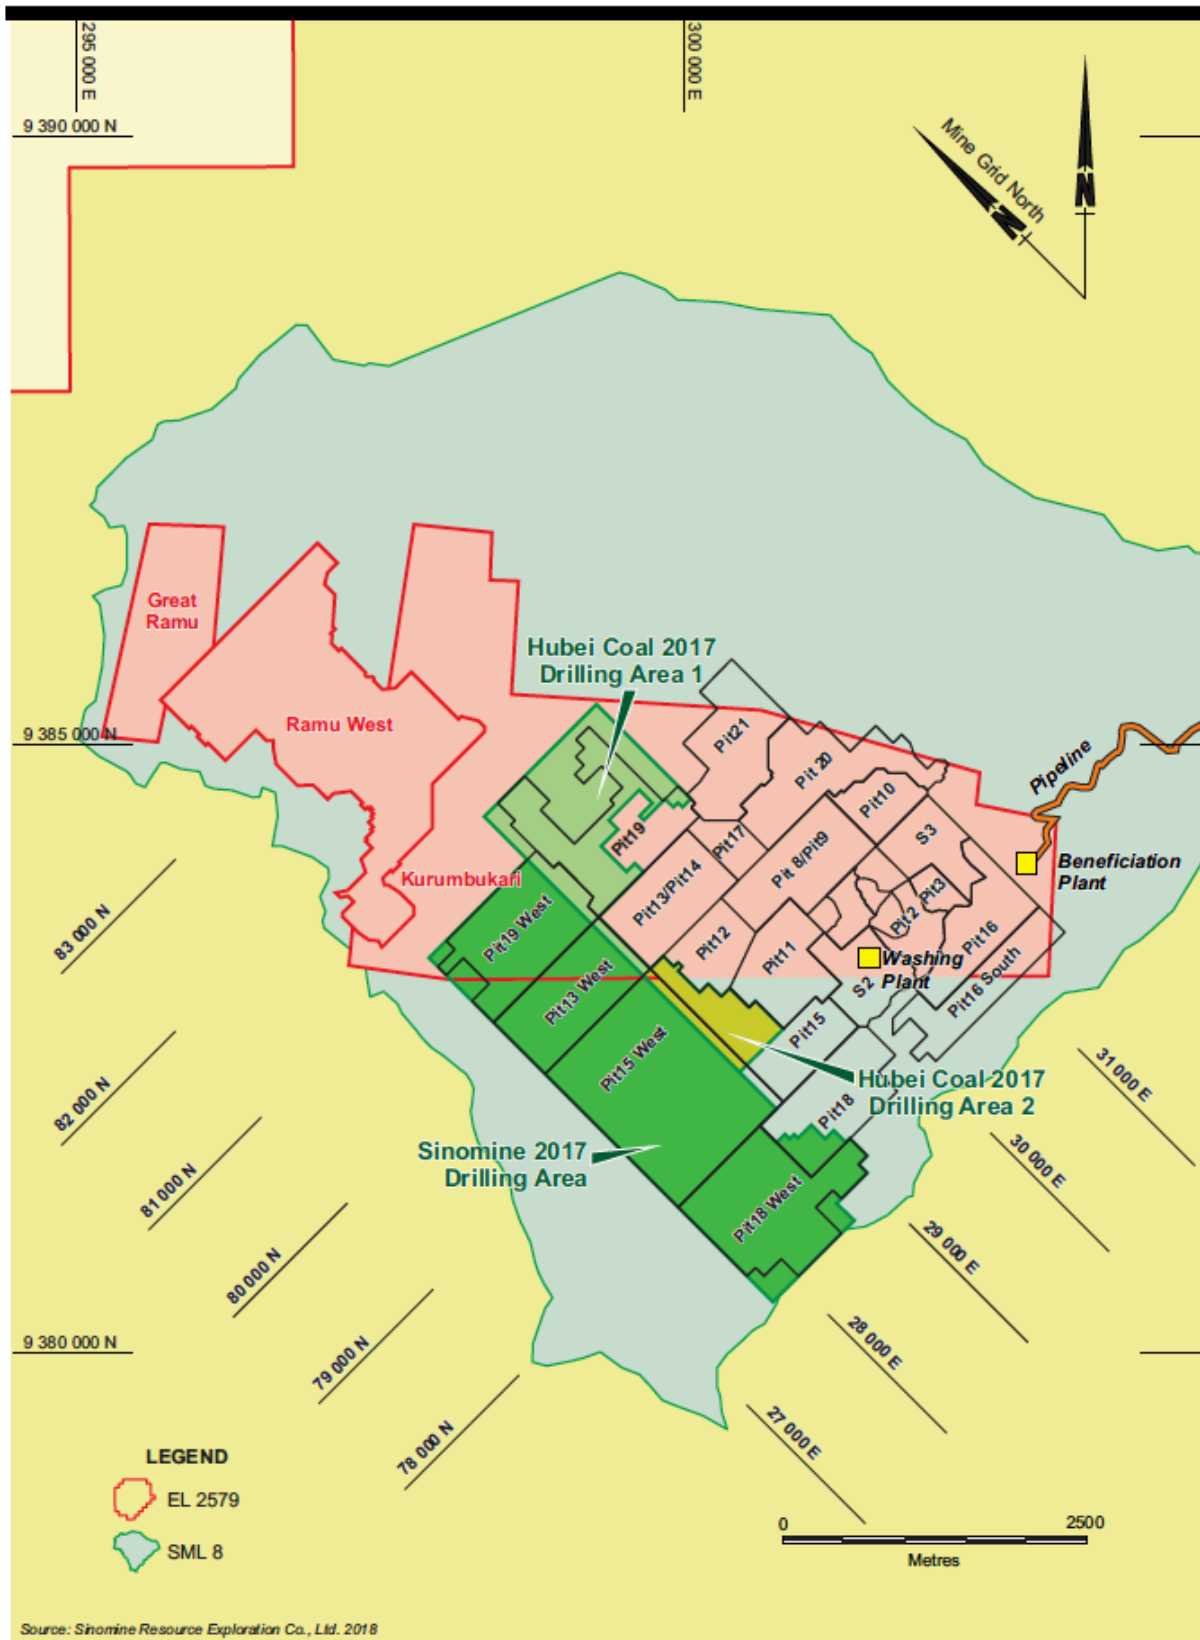 295 000 E
300 000 E
9 390 000 N
Mine Grid North
N
N
Great
Ramu
Ramu West
Hubei Coal 2017
Drilling Area 1
9 385 000 N
Pit21
Pit 20
Pit10
Pipeline
S3
Pit19
Pit17
Pit 8/Pit9
Beneficiation
Plant
Kurumbukari
Pit13/Pit14
Pit3
Pit2
Pit19 West
Pit12
Pit11
Pit16
Washing
Plant
83 000 N
Pit13 West
S2
Pit16 South
Pit15 West
Pit15
Hubei Coal 2017
Drilling Area 2
31 000 E
82 000 N
Pit18
Sinomine 2017
Drilling Area
30 000 E
81 000 N
Pit18 West
29 000 E
80 000 N
9 380 000 N
28 000 E
79 000 N
27 000 E
78 000 N
LEGEND
EL 2579
SML 8
0
2500
Metres
Source: Sinomine Resource Exploration Co., Ltd. 2018